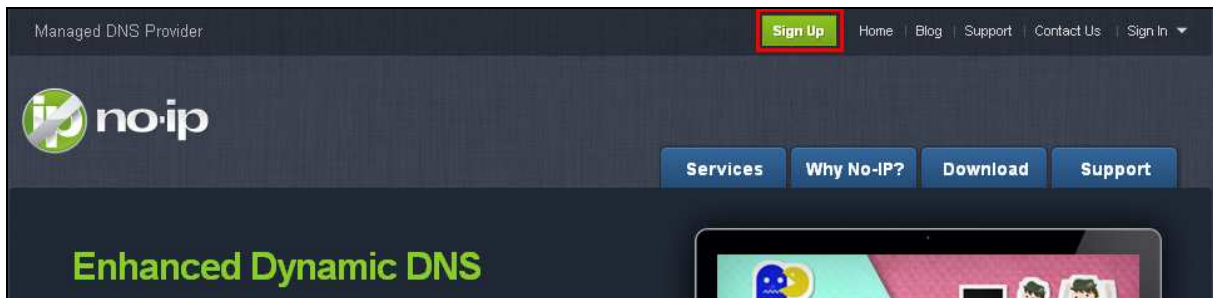 Managed DNS Provider
Sign Up Home | Blog | Support | Contact Us | Sign In
ip no·ip
Services Why No-IP? Download Support
Enhanced Dynamic DNS